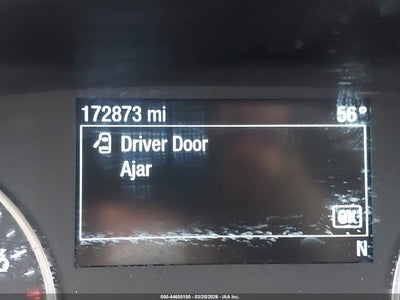 172873 mi 56°
Driver Door
Ajar
OK
N
000-44650160 - 03/20/2026 - IAA Inc.